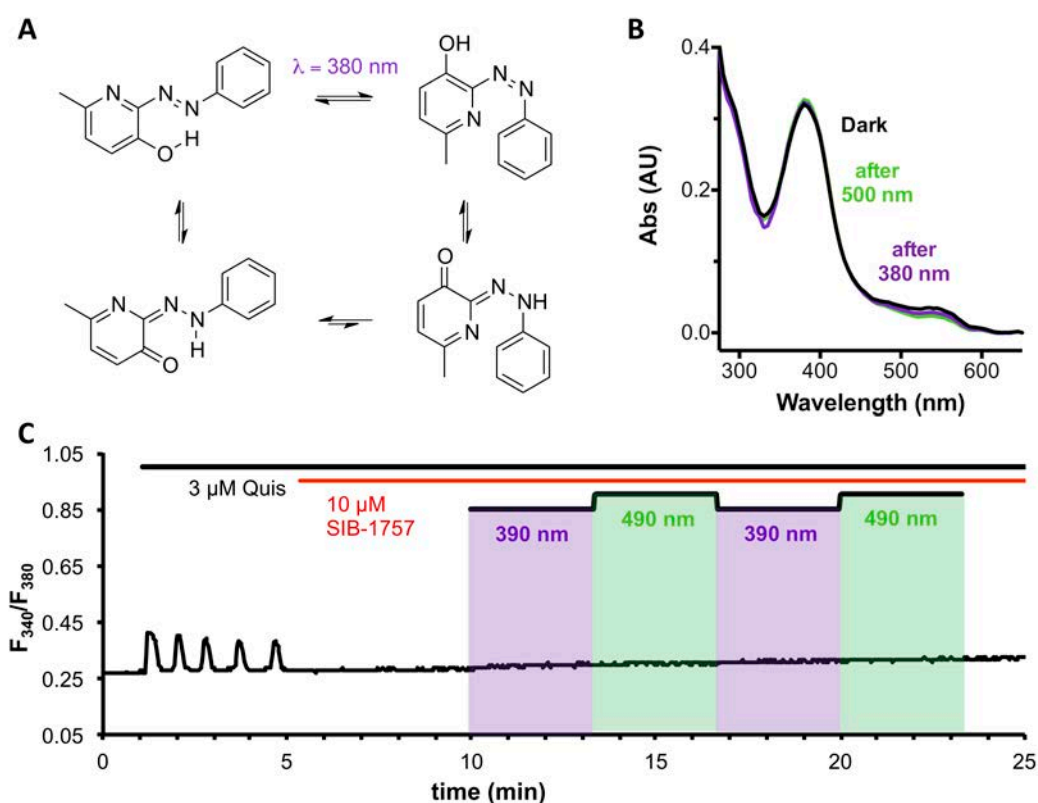 A
B
λ = 380 nm
N
N
N
O
H
OH
N
N
N
N
N
N
H
O
O
N
NH
N
Abs (AU)
0.4
0.2
0.0
Dark
after
500 nm
after
380 nm
300
400
500
600
Wavelength (nm)
C
F340/F380
1.05
0.85
0.65
0.45
0.25
0.05
3 µM Quis
10 µM
SIB-1757
390 nm
490 nm
390 nm
490 nm
0
5
10
15
20
25
time (min)